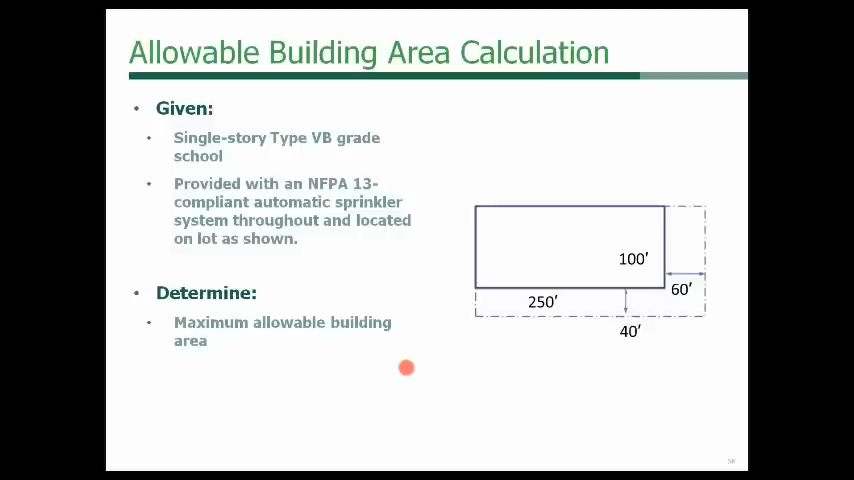 Allowable Building Area Calculation
• Given:
• Single-story Type VB grade
school
• Provided with an NFPA 13-
compliant automatic sprinkler
system throughout and located
on lot as shown.
• Determine:
• Maximum allowable building
area
100'
60'
250'
40'